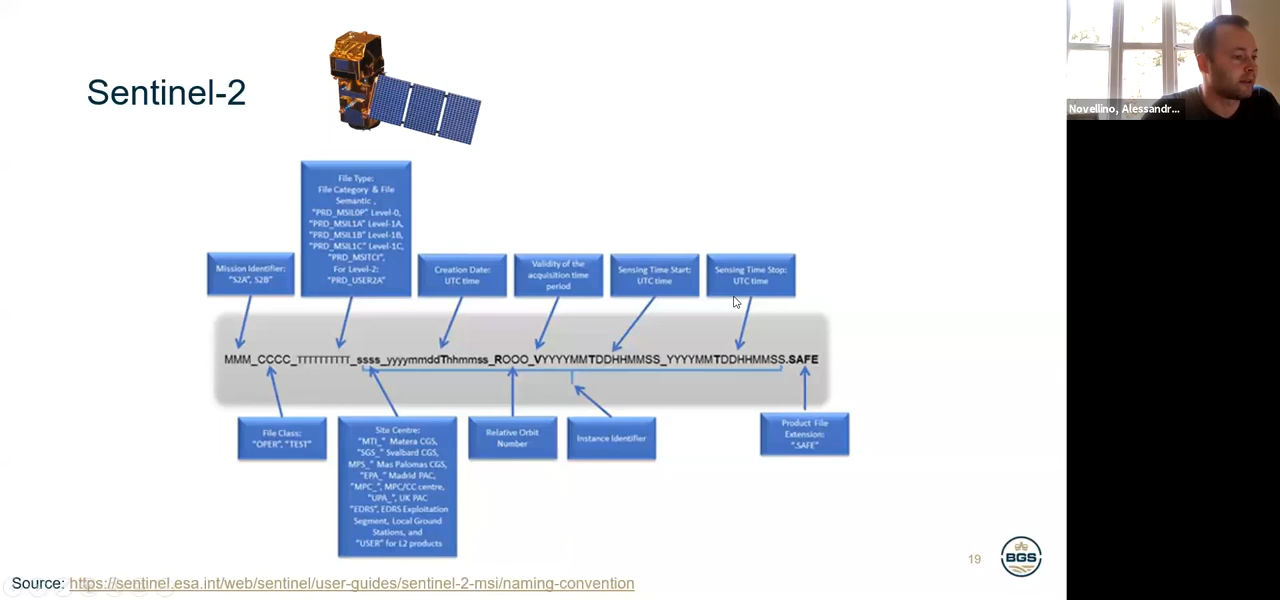 Sentinel-2
Novellino, Alessandr...
File Type:
File Category & File
Semantic ,
"PRD_MSIL0P" Level-0,
"PRD_MSIL1A" Level-1A,
"PRD_MSIL1B" Level-1B,
"PRD_MSIL1C" Level-1C,
"PRD_MSITCI",
For Level-2:
"PRD_USER2A"
Mission Identifier:
"S2A", S2B"
Creation Date:
UTC time
Validity of the
acquisition time
period
Sensing Time Start:
UTC time
Sensing Time Stop:
UTC time
MMM_CCCC_TTTTTTTTTT_ssss_yyyymmddThhmmss_ROOO_VYYYYMMTDDHHMMSS_YYYYMMTDDHHMMSS.SAFE
File Class:
"OPER", "TEST"
Site Centre:
"MTI_" Matera CGS,
"SGS_" Svalbard CGS,
MPS_" Mas Palomas CGS,
"EPA_" Madrid PAC,
"MPC_", MPC/CC centre,
"UPA_", UK PAC
"EDRS", EDRS Exploitation
Segment, Local Ground
Stations, and
"USER" for L2 products
Relative Orbit
Number
Instance Identifier
Product File
Extension:
".SAFE"
19
BGS
Source: https://sentinel.esa.int/web/sentinel/user-guides/sentinel-2-msi/naming-convention